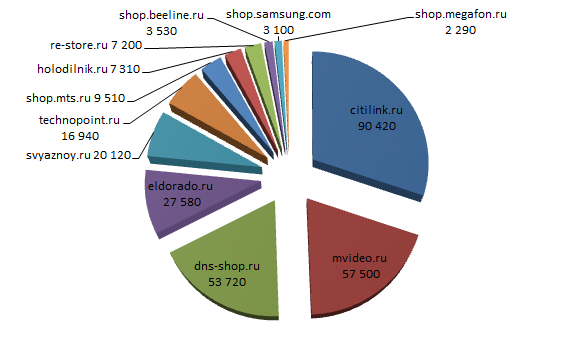 shop.beeline.ru
3 530
shop.samsung.com
3 100
shop.megafon.ru
2 290
re-store.ru 7 200
holodilnik.ru 7 310
shop.mts.ru 9 510
technopoint.ru
16 940
svyaznoy.ru 20 120
eldorado.ru
27 580
dns-shop.ru
53 720
mvideo.ru
57 500
citilink.ru
90 420